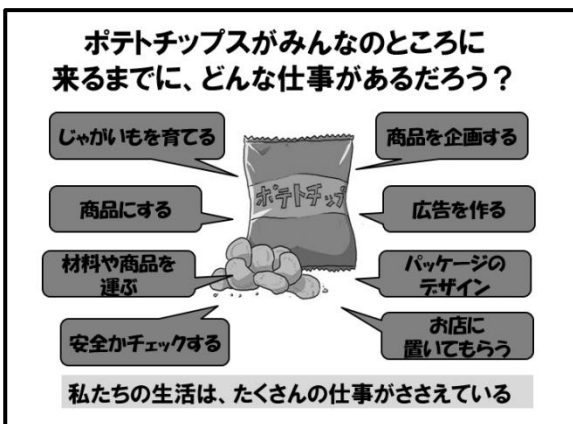 ポテトチップスがみんなのところに
来るまでに、どんな仕事があるだろう？
じゃがいもを育てる
商品を企画する
ポテトチップ
商品にする
広告を作る
材料や商品を
運ぶ
パッケージの
デザイン
安全かチェックする
お店に
置いてもらう
私たちの生活は、たくさんの仕事がささえている